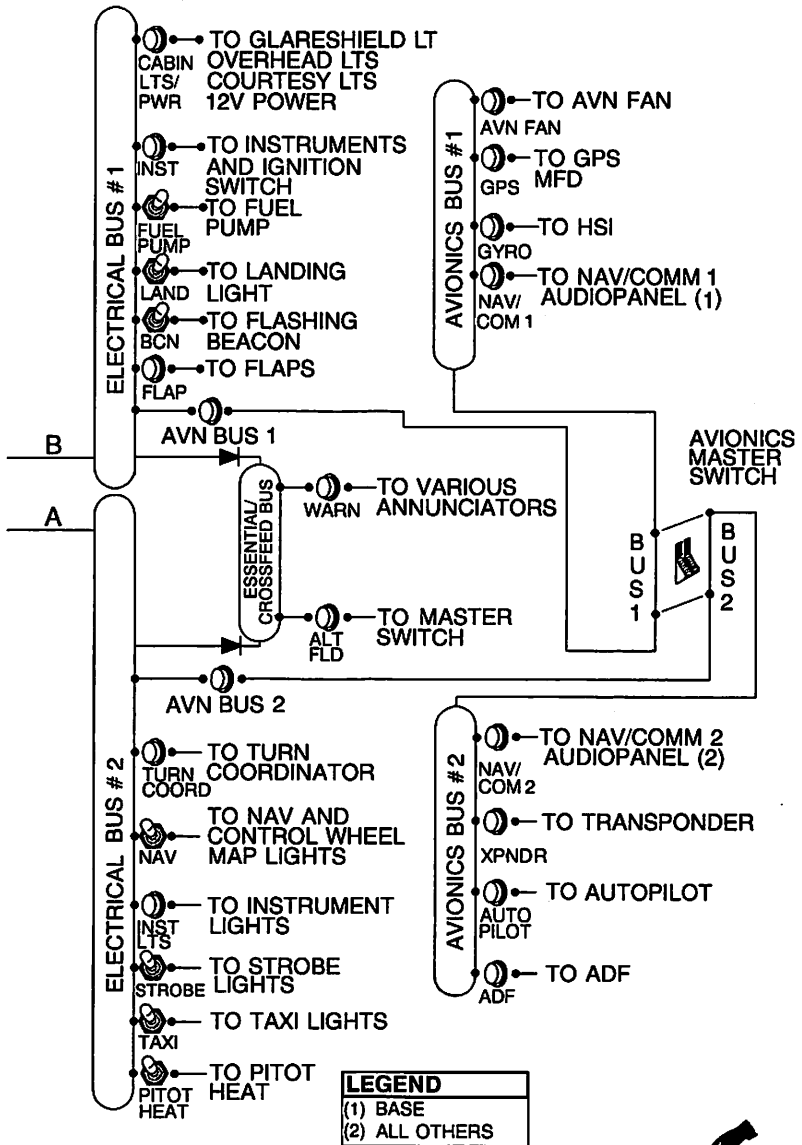 ELECTRICAL BUS #1
CABIN
LTS/
PWR
TO GLARESHIELD LT
OVERHEAD LTS
COURTESY LTS
12V POWER
INST
TO INSTRUMENTS
AND IGNITION
SWITCH
FUEL
PUMP
TO FUEL
PUMP
LAND
TO LANDING
LIGHT
BCN
TO FLASHING
BEACON
FLAP
TO FLAPS
AVN BUS 1
B
A
AVIONICS BUS #1
TO AVN FAN
AVN FAN
TO GPS
MFD
GPS
TO HSI
GYRO
TO NAV/COMM 1
AUDIOPANEL (1)
NAV/
COM 1
ESSENTIAL/
CROSSFEED BUS
WARN
TO VARIOUS
ANNUNCIATORS
ALT
FLD
TO MASTER
SWITCH
AVIONICS
MASTER
SWITCH
BUS 1
BUS 2
AVN BUS 2
ELECTRICAL BUS #2
TURN
COORD
TO TURN
COORDINATOR
NAV
TO NAV AND
CONTROL WHEEL
MAP LIGHTS
INST
LTS
TO INSTRUMENT
LIGHTS
STROBE
TO STROBE
LIGHTS
TAXI
TO TAXI LIGHTS
PITOT
HEAT
TO PITOT
HEAT
AVIONICS BUS #2
TO NAV/COMM 2
AUDIOPANEL (2)
NAV/
COM 2
TO TRANSPONDER
XPNDR
TO AUTOPILOT
AUTO
PILOT
TO ADF
ADF
LEGEND
(1) BASE
(2) ALL OTHERS